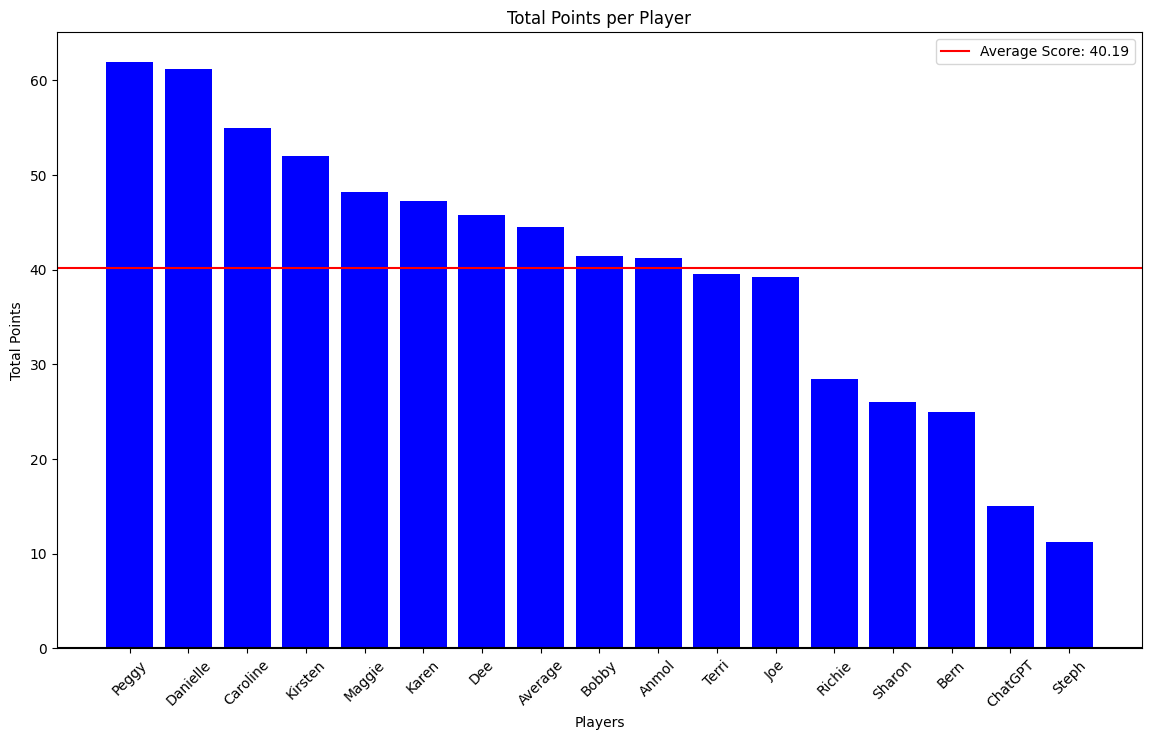 Total Points per Player
Average Score: 40.19
Total Points
60
50
40
30
20
10
0
Peggy
Danielle
Caroline
Kirsten
Maggie
Karen
Dee
Average
Bobby
Anmol
Terri
Joe
Richie
Sharon
Bern
ChatGPT
Steph
Players